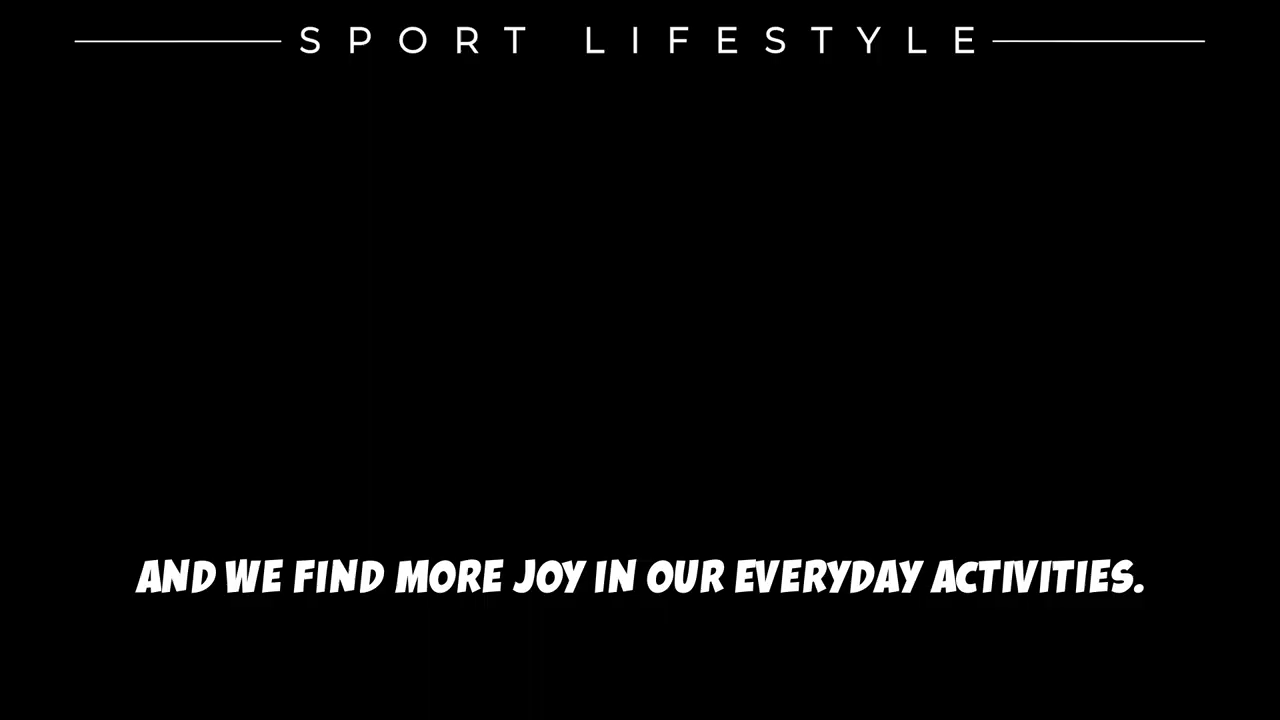 SPORT LIFESTYLE
AND WE FIND MORE JOY IN OUR EVERYDAY ACTIVITIES.